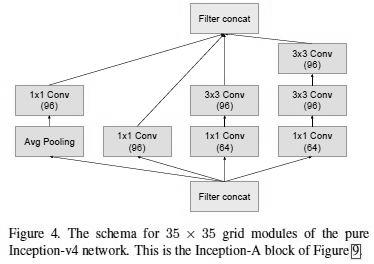 Filter concat
3x3 Conv
(96)
1x1 Conv
(96)
3x3 Conv
(96)
3x3 Conv
(96)
Avg Pooling
1x1 Conv
(96)
1x1 Conv
(64)
1x1 Conv
(64)
Filter concat
Figure 4. The schema for 35 × 35 grid modules of the pure
Inception-v4 network. This is the Inception-A block of Figure 9.